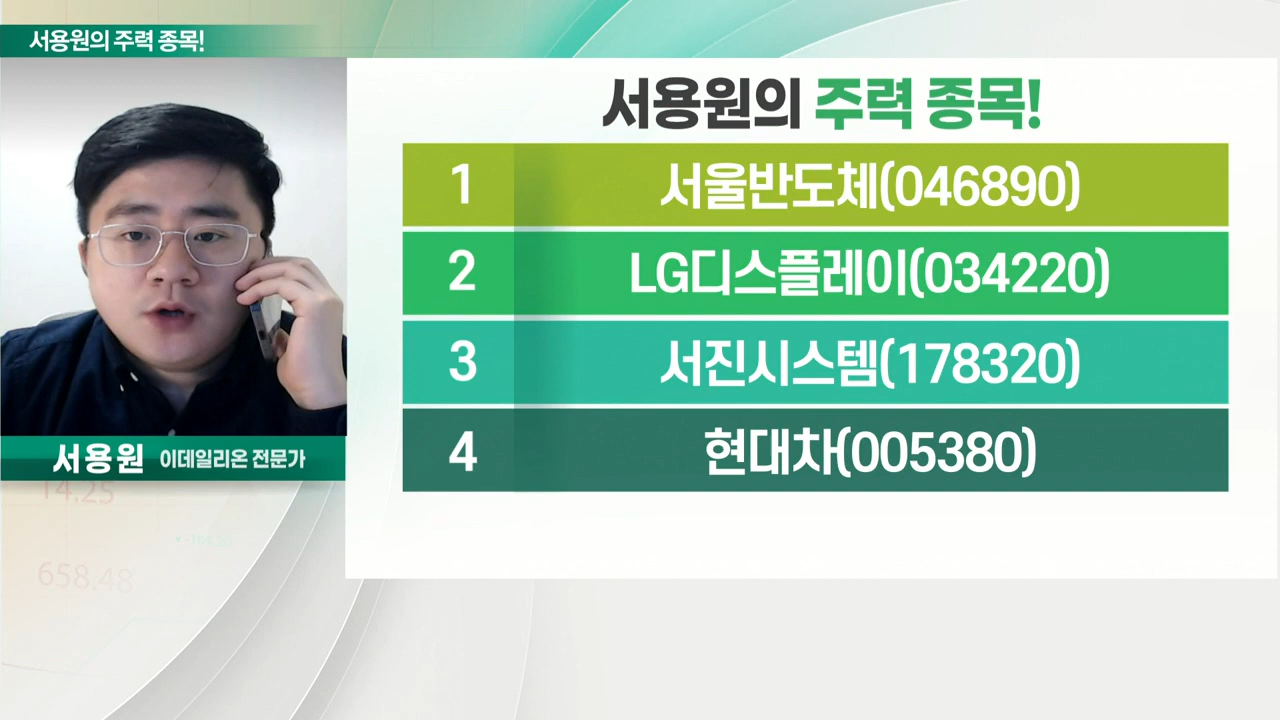 서용원의 주력 종목!
서용원의 주력 종목!
1 서울반도체(046890)
2 LG디스플레이(034220)
3 서진시스템(178320)
4 현대차(005380)
서용원 이데일리온 전문가
14.25
658.48